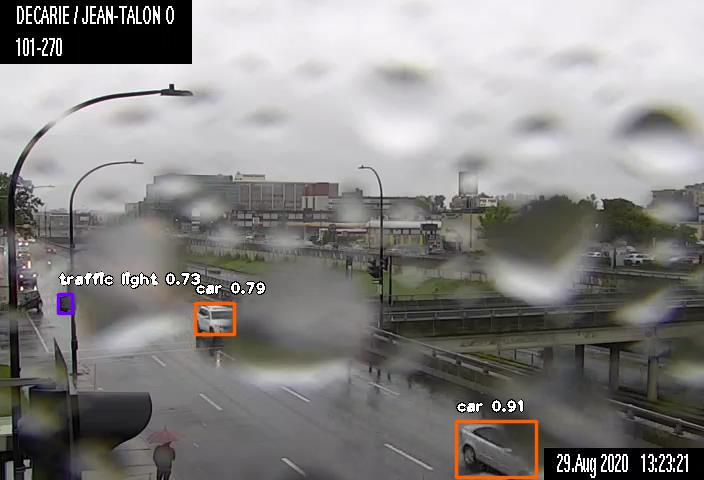 DECARIE / JEAN-TALON O
101-270
traffic light 0.73
car 0.79
car 0.91
29.Aug 2020 13:23:21